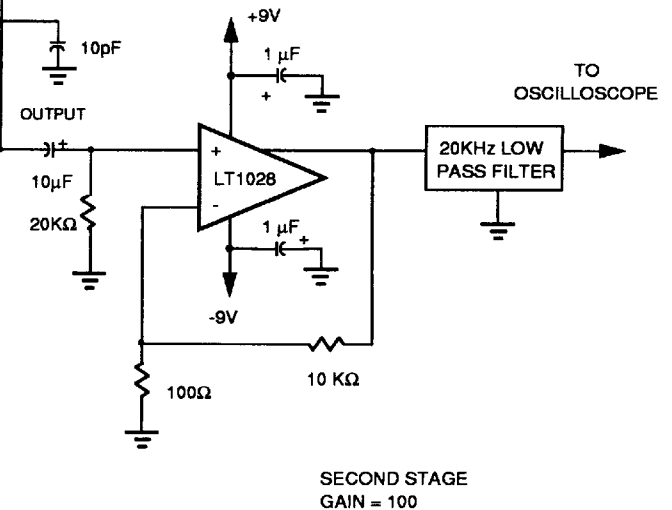 +9V
10pF
1 µF
+
TO
OSCILLOSCOPE
OUTPUT
+
+
20KHz LOW
PASS FILTER
LT1028
10µF
-
20KΩ
1 µF
+
-9V
100Ω
10 KΩ
SECOND STAGE
GAIN = 100